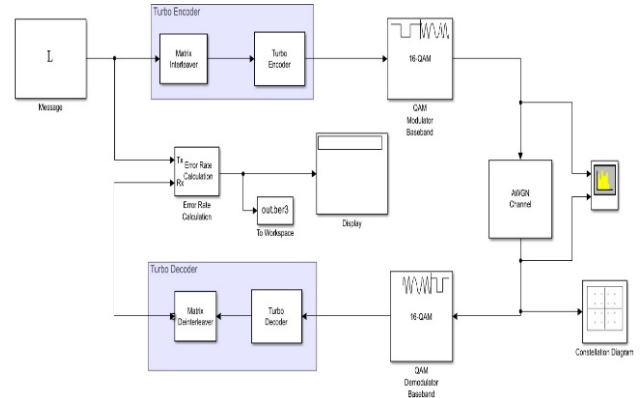 Turbo Encoder
L
Message
Matrix
Interleaver
Turbo
Encoder
16-QAM
QAM
Modulator
Baseband
Tx
Rx
Error Rate
Calculation
Error Rate
Calculation
out.ber3
To Workspace
Display
AWGN
Channel
Turbo Decoder
Matrix
Deinterleaver
Turbo
Decoder
16-QAM
QAM
Demodulator
Baseband
Constellation Diagram